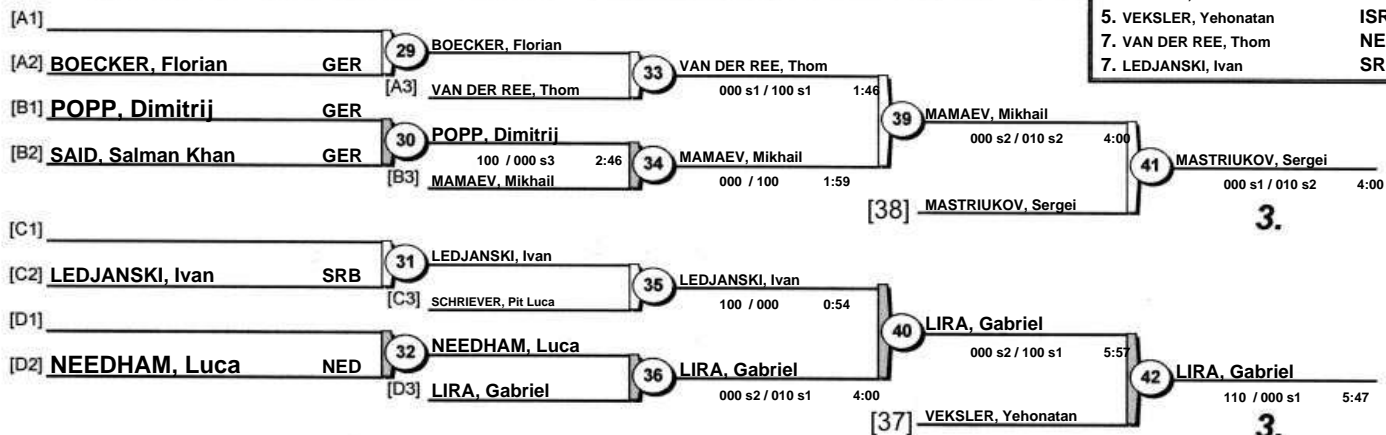 5. VEKSLER, Yehonatan ISR
7. VAN DER REE, Thom NE
7. LEDJANSKI, Ivan SR
[A1]
[A2] BOECKER, Florian GER
29 BOECKER, Florian
[A3] VAN DER REE, Thom
33 VAN DER REE, Thom
000 s1 / 100 s1 1:46
[B1] POPP, Dimitrij GER
[B2] SAID, Salman Khan GER
30 POPP, Dimitrij
100 / 000 s3 2:46
[B3] MAMAEV, Mikhail
34 MAMAEV, Mikhail
000 / 100 1:59
39 MAMAEV, Mikhail
000 s2 / 010 s2 4:00
[38] MASTRIUKOV, Sergei
41 MASTRIUKOV, Sergei
000 s1 / 010 s2 4:00
3.
[C1]
[C2] LEDJANSKI, Ivan SRB
31 LEDJANSKI, Ivan
[C3] SCHRIEVER, Pit Luca
35 LEDJANSKI, Ivan
100 / 000 0:54
[D1]
[D2] NEEDHAM, Luca NED
32 NEEDHAM, Luca
[D3] LIRA, Gabriel
36 LIRA, Gabriel
000 s2 / 010 s1 4:00
40 LIRA, Gabriel
000 s2 / 100 s1 5:57
[37] VEKSLER, Yehonatan
42 LIRA, Gabriel
110 / 000 s1 5:47
3.